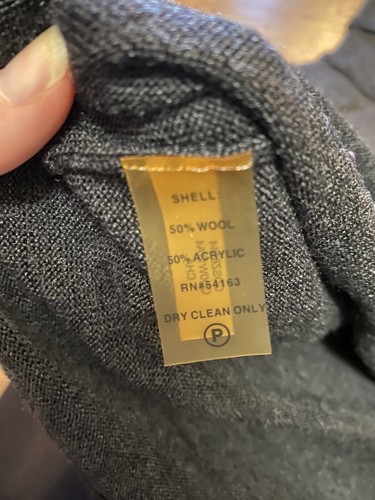 SHELL:
50% WOOL
50% ACRYLIC
RN#54163
DRY CLEAN ONLY
P